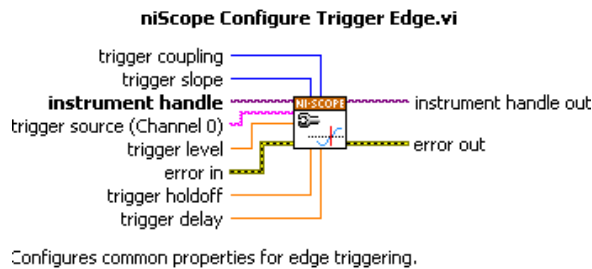 niScope Configure Trigger Edge.vi
trigger coupling
trigger slope
instrument handle
instrument handle out
trigger source (Channel 0)
NI-SCOPE
trigger level
error in
error out
trigger holdoff
trigger delay
Configures common properties for edge triggering.